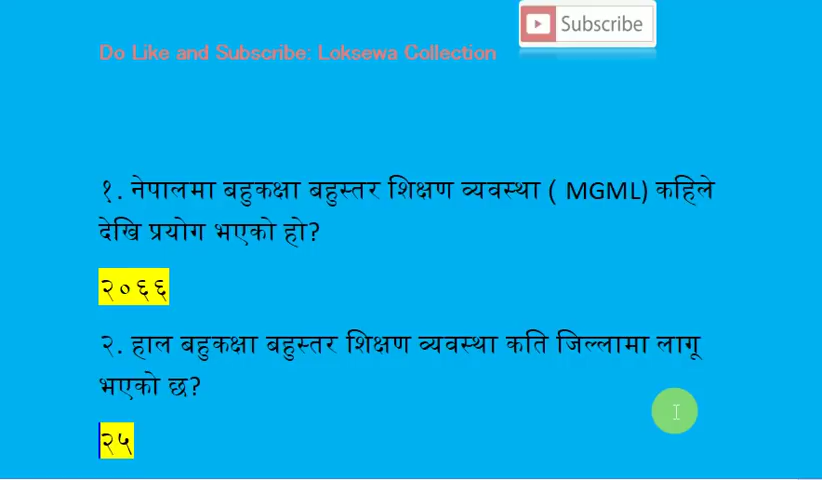 Subscribe
Do Like and Subscribe: Loksewa Collection
१. नेपालमा बहुकक्षा बहुस्तर शिक्षण व्यवस्था ( MGML) कहिले
देखि प्रयोग भएको हो?
२०६६
२. हाल बहुकक्षा बहुस्तर शिक्षण व्यवस्था कति जिल्लामा लागू
भएको छ?
२५